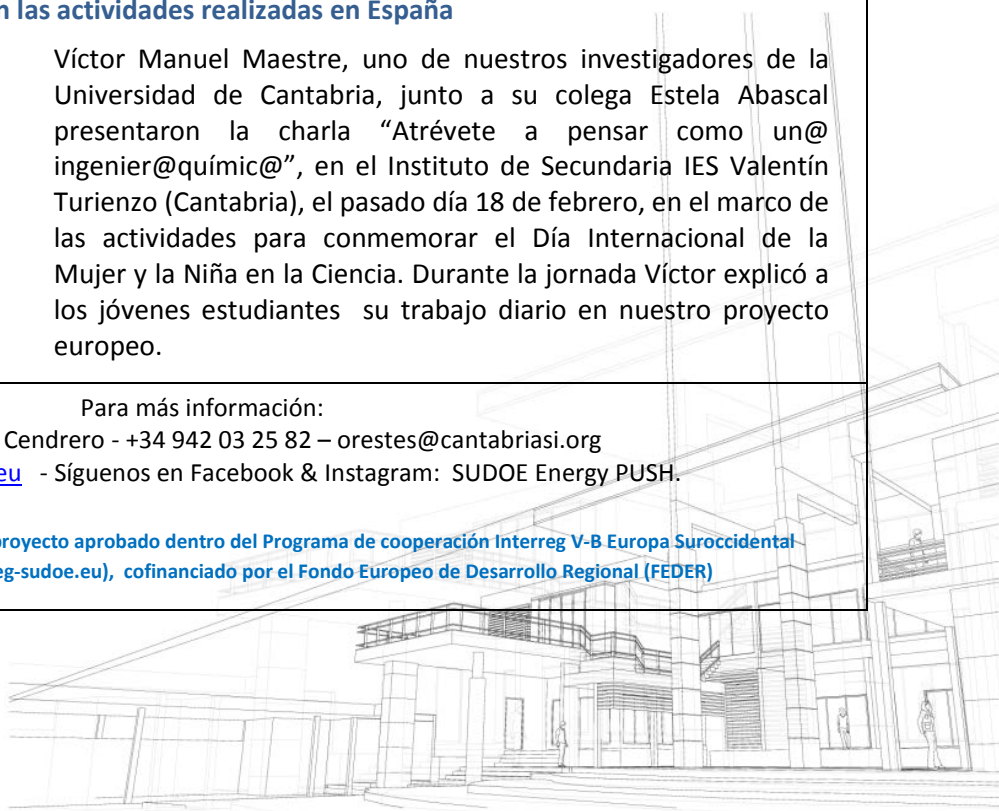 n las actividades realizadas en España
Víctor Manuel Maestre, uno de nuestros investigadores de la
Universidad de Cantabria, junto a su colega Estela Abascal
presentaron la charla “Atrévete a pensar como un@
ingenier@químic@”, en el Instituto de Secundaria IES Valentín
Turienzo (Cantabria), el pasado día 18 de febrero, en el marco de
las actividades para conmemorar el Día Internacional de la
Mujer y la Niña en la Ciencia. Durante la jornada Víctor explicó a
los jóvenes estudiantes su trabajo diario en nuestro proyecto
europeo.
Para más información:
Cendrero - +34 942 03 25 82 – orestes@cantabriasi.org
eu - Síguenos en Facebook & Instagram: SUDOE Energy PUSH.
proyecto aprobado dentro del Programa de cooperación Interreg V-B Europa Suroccidental
eg-sudoe.eu), cofinanciado por el Fondo Europeo de Desarrollo Regional (FEDER)